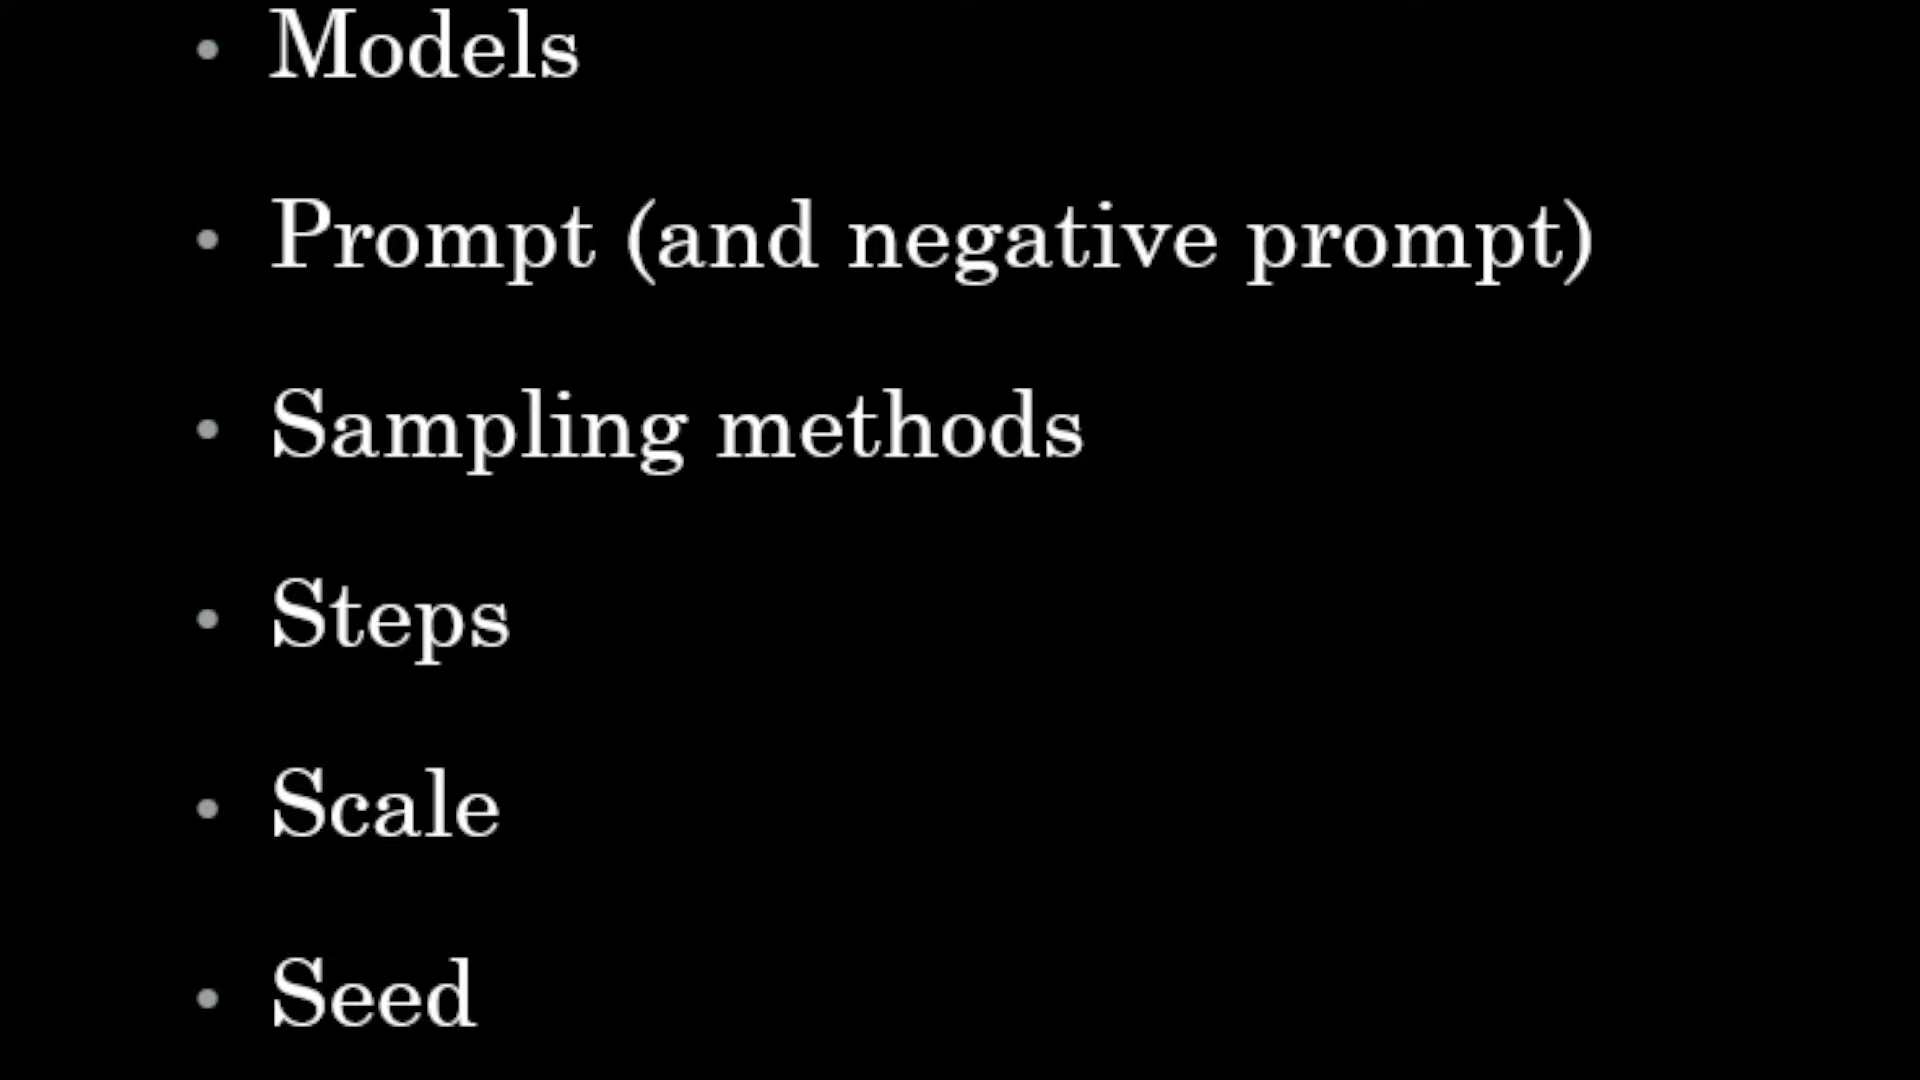 • Models
• Prompt (and negative prompt)
• Sampling methods
• Steps
• Scale
• Seed